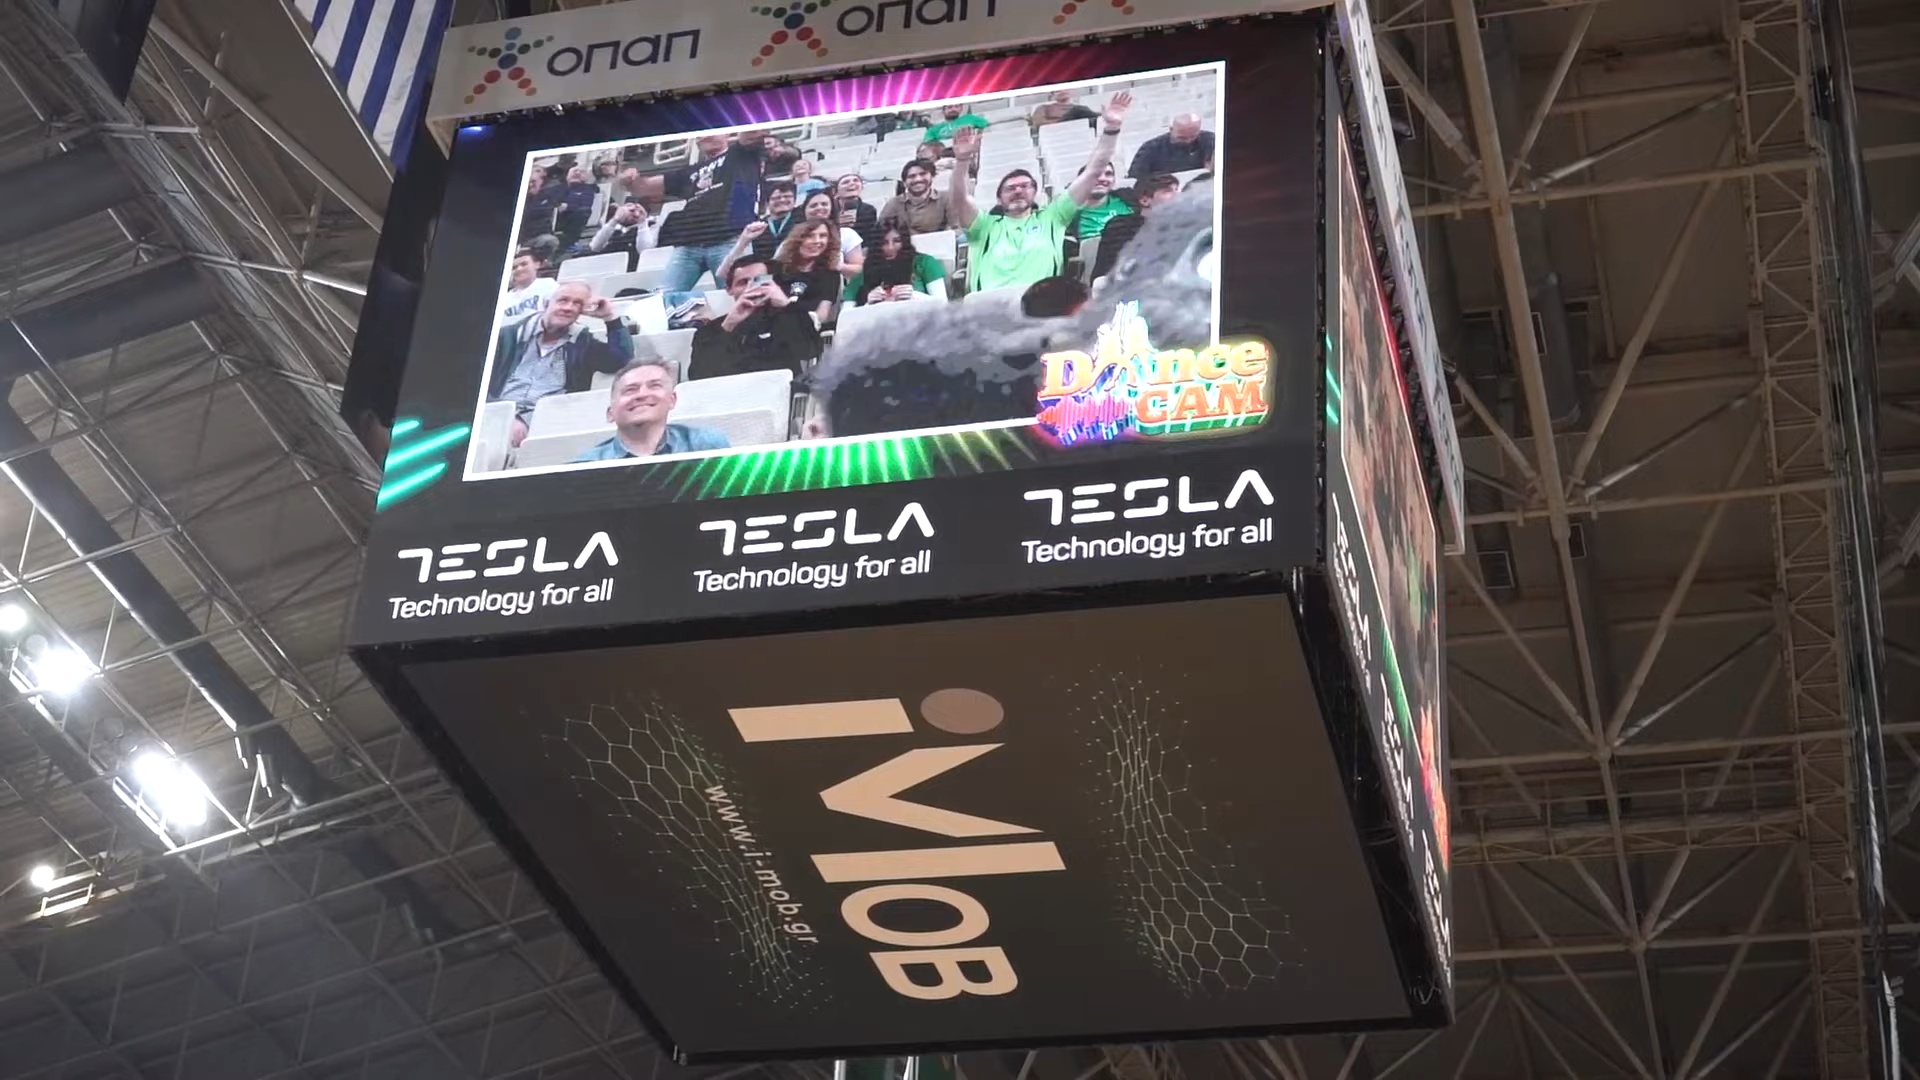 οπαπ
οπαπ
Dance
CAM
TESLA
Technology for all
TESLA
Technology for all
TESLA
Technology for all
iMOB
www.i-mob.gr